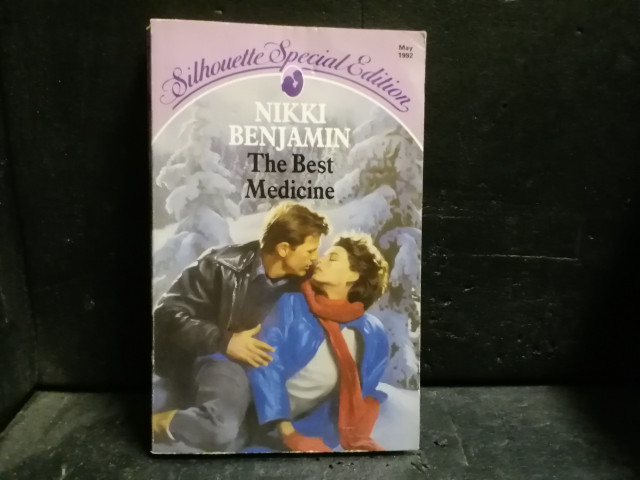 May
1992
Silhouette Special Edition
NIKKI
BENJAMIN
The Best
Medicine